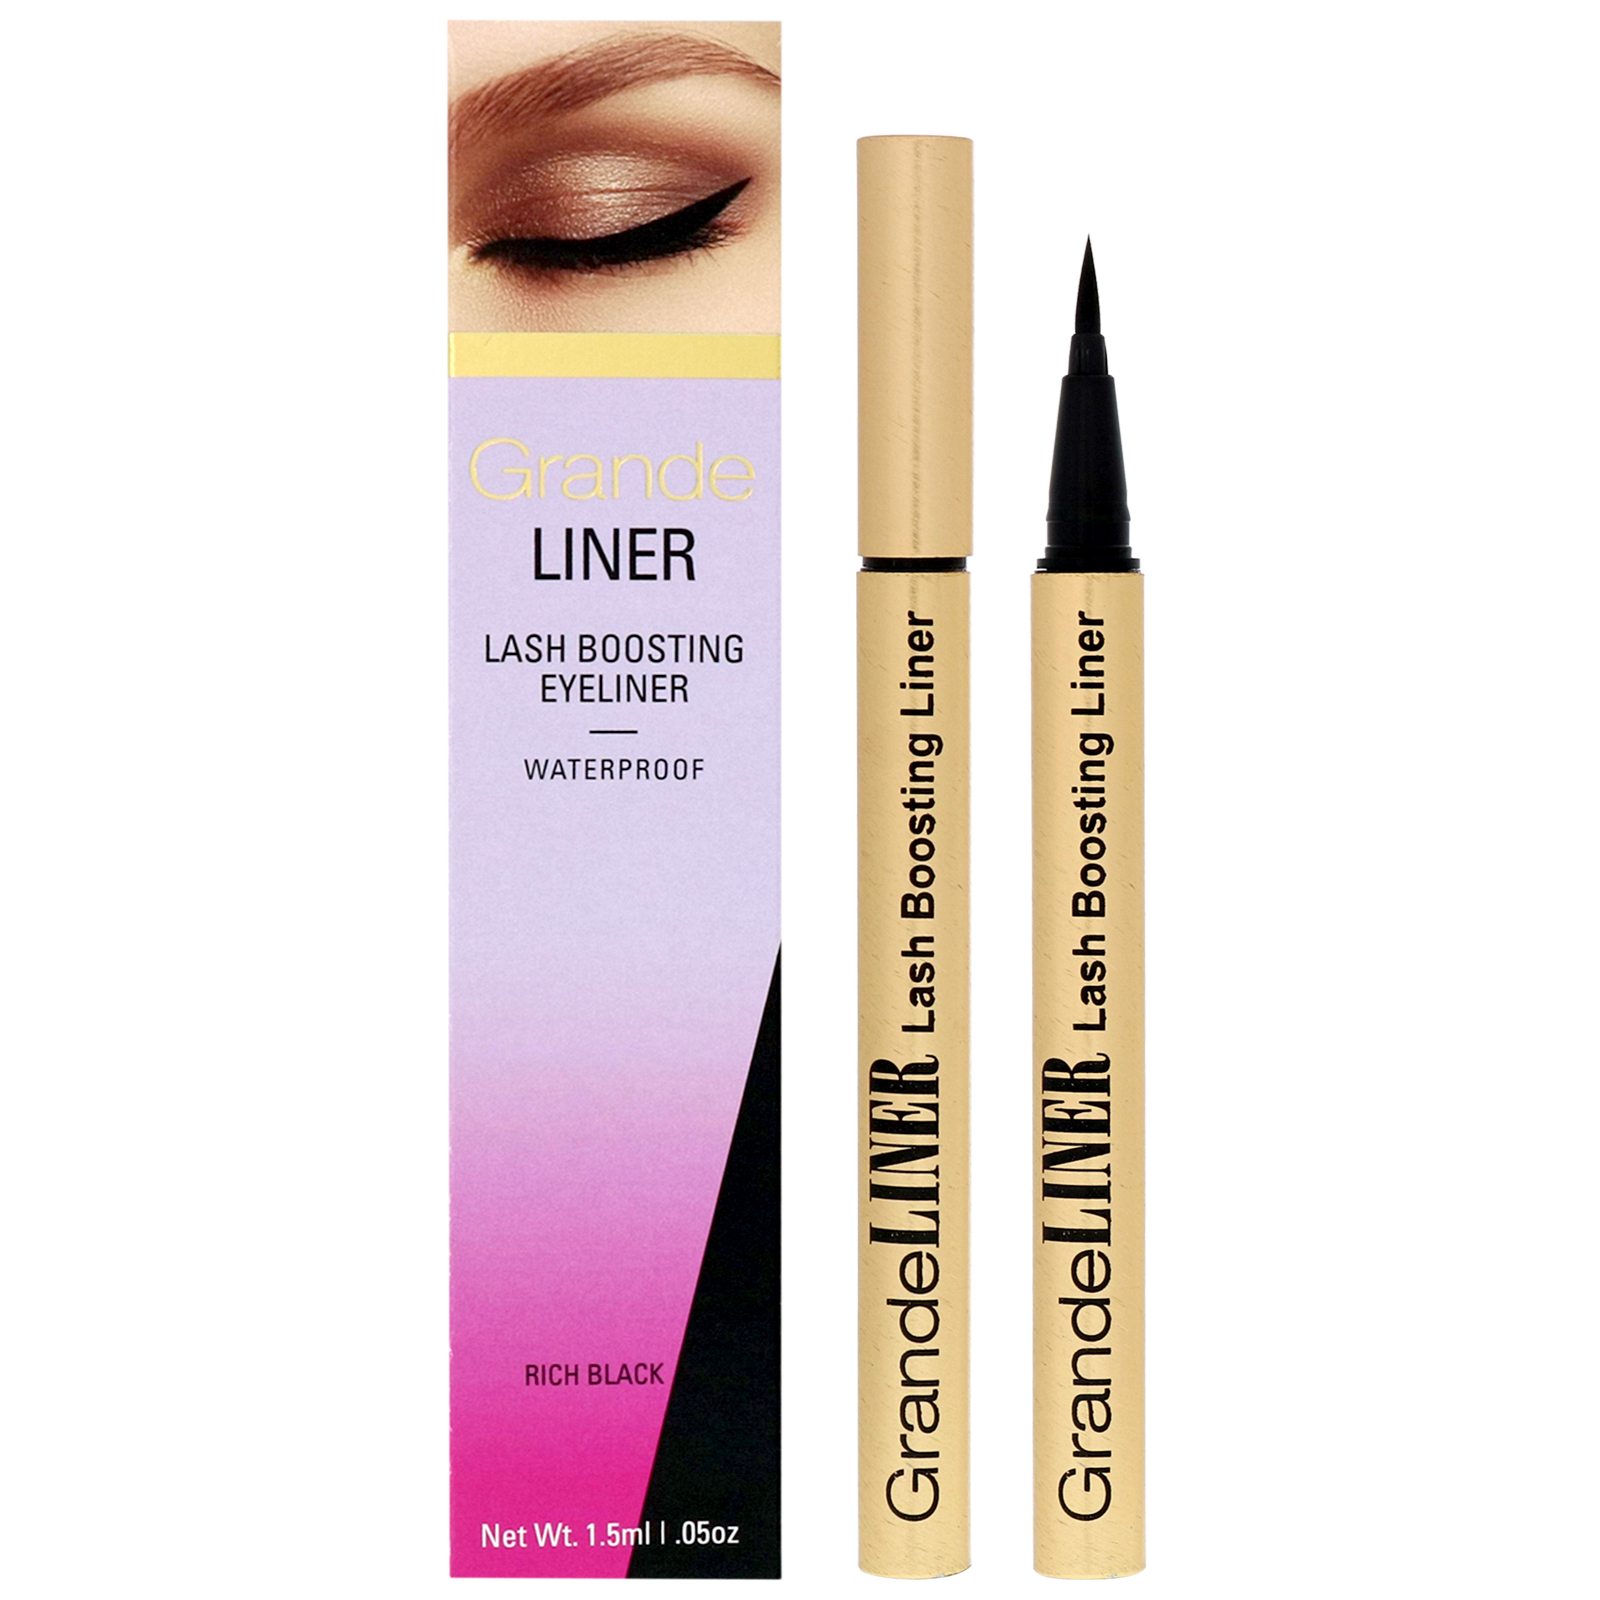 Grande
LINER
LASH BOOSTING
EYELINER
WATERPROOF
RICH BLACK
Net Wt. 1.5ml | .05oz
GrandeLINER Lash Boosting Liner
GrandeLINER Lash Boosting Liner